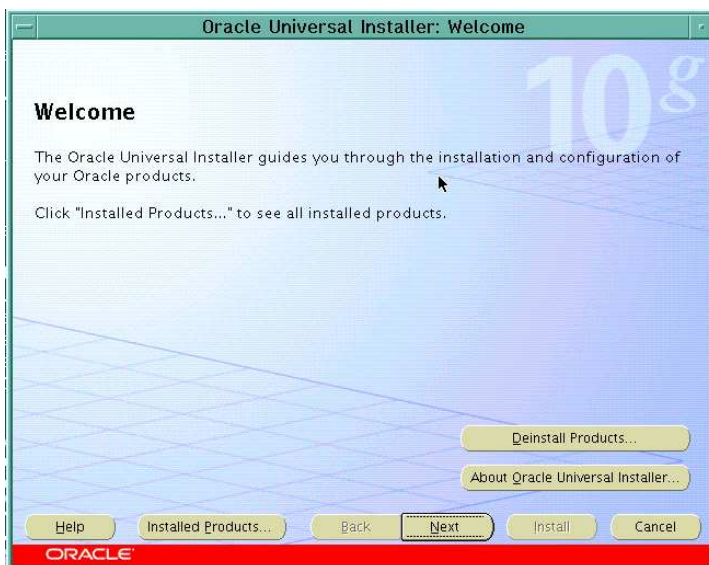 Oracle Universal Installer: Welcome
10g
Welcome
The Oracle Universal Installer guides you through the installation and configuration of
your Oracle products.
Click "Installed Products..." to see all installed products.
Deinstall Products...
About Oracle Universal Installer...
Help Installed Products... Back Next Install Cancel
ORACLE